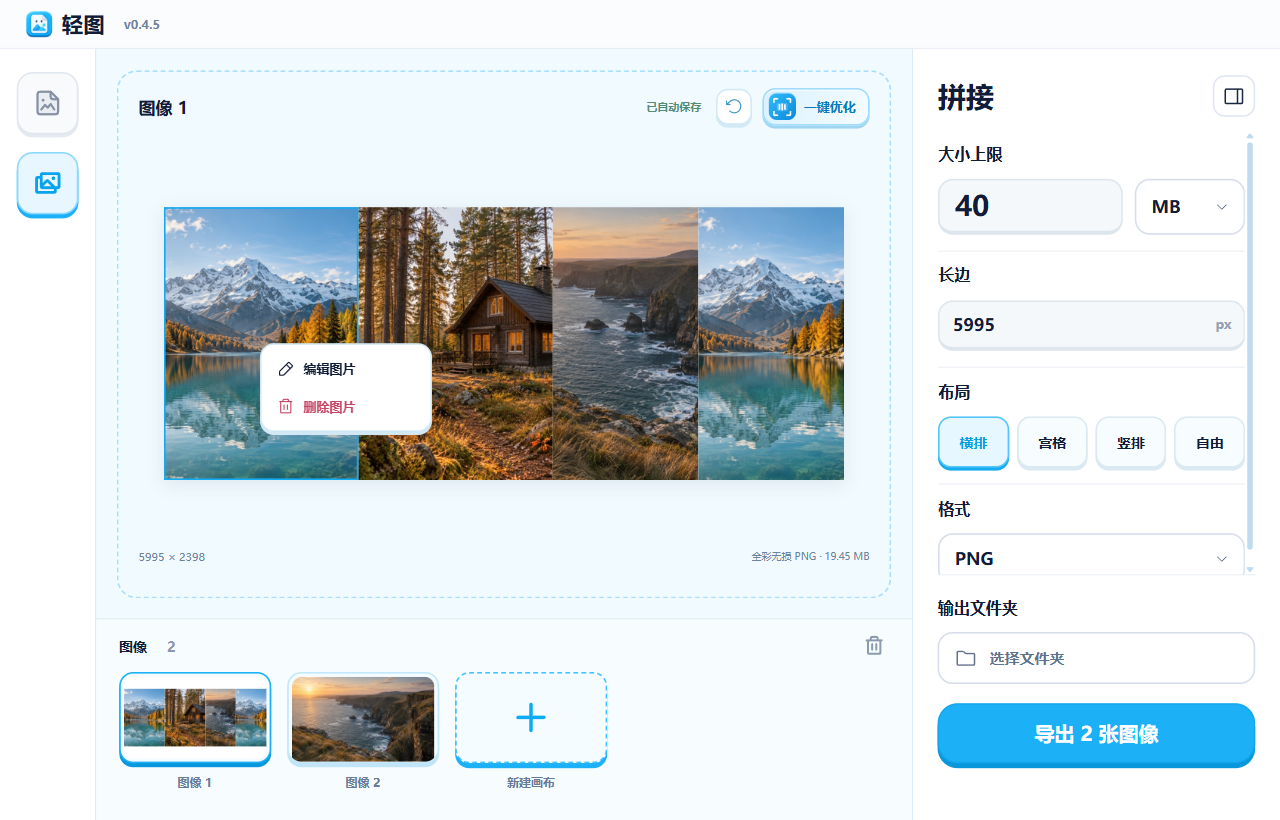 轻图 v0.4.5
图像 1
已自动保存
一键优化
编辑图片
删除图片
5995 × 2398
全彩无损 PNG · 19.45 MB
图像 2
图像 1
图像 2
新建画布
拼接
大小上限
40
MB
长边
5995 px
布局
横排 宫格 竖排 自由
格式
PNG
输出文件夹
选择文件夹
导出 2 张图像